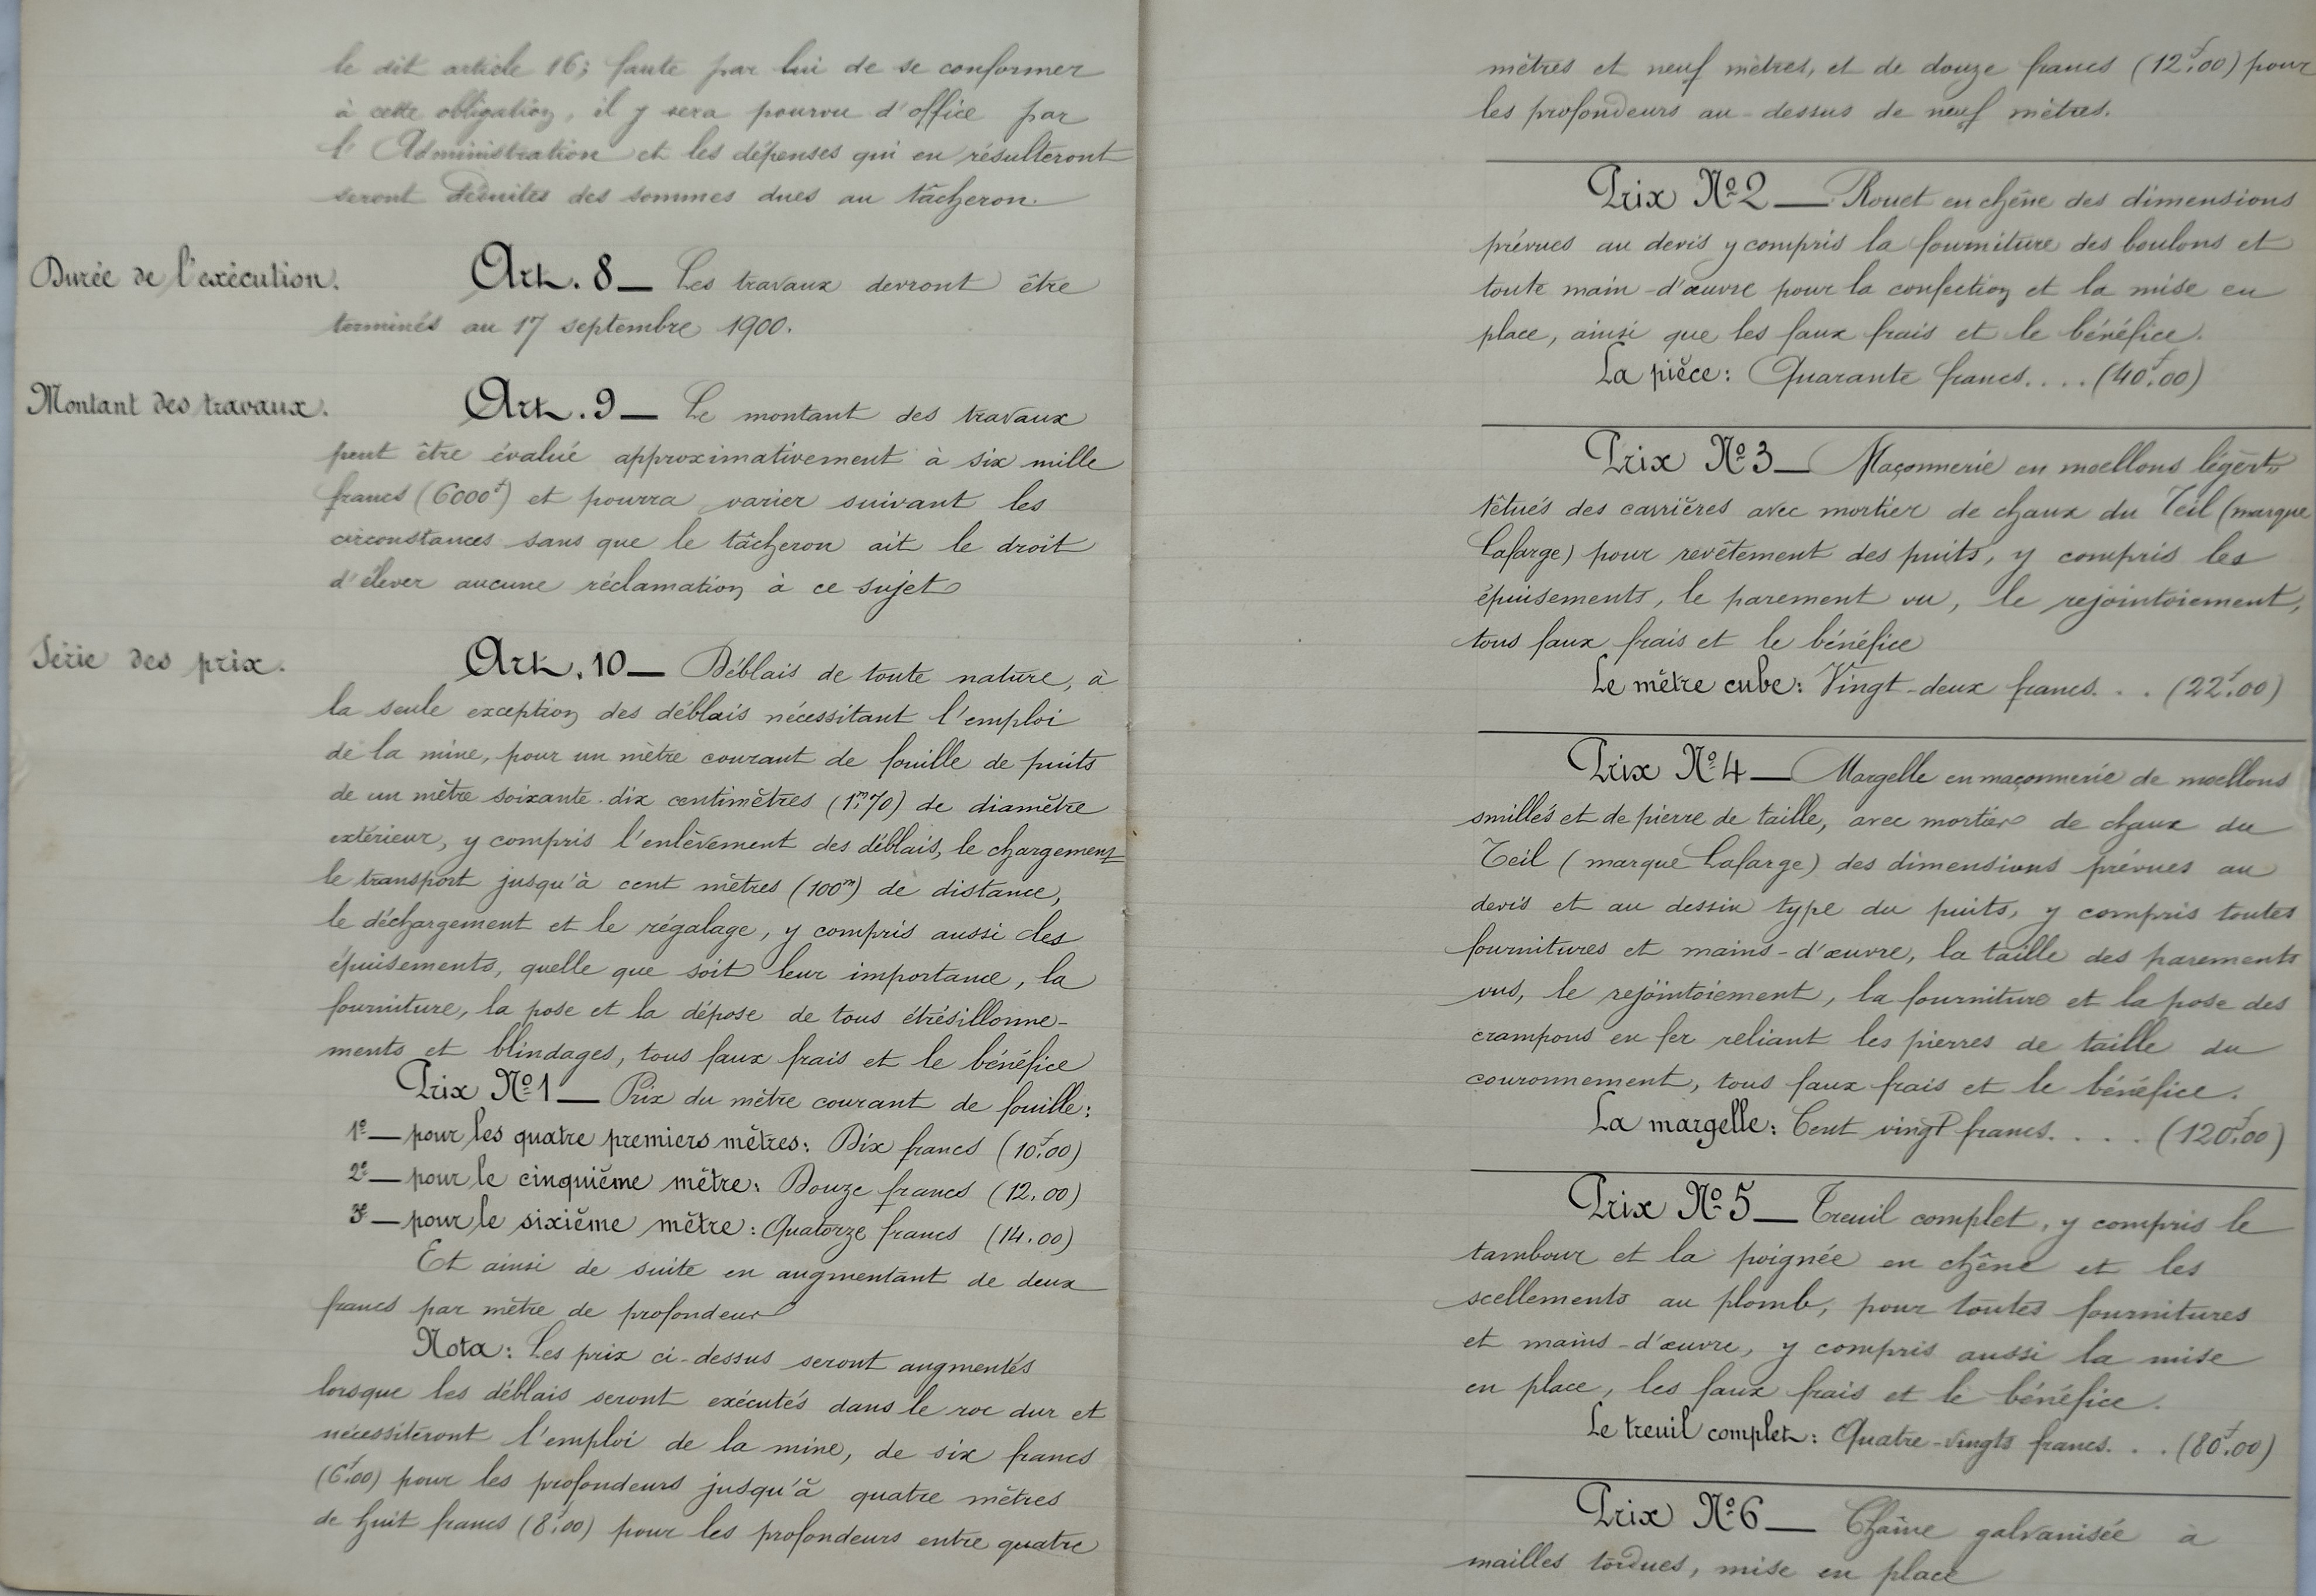 le dit article 16; faute par lui de se conformer
à cette obligation, il y sera pourvu d'office par
l'Administration et les dépenses qui en résulteront
seront déduites des sommes dues au tâcheron.
Durée de l'exécution.
Art. 8 — Les travaux devront être
terminés au 17 septembre 1900.
Montant des travaux.
Art. 9 — Le montant des travaux
peut être évalué approximativement à six mille
francs (6000f) et pourra varier suivant les
circonstances sans que le tâcheron ait le droit
d'élever aucune réclamation à ce sujet
Série des prix.
Art. 10 — Déblais de toute nature, à
la seule exception des déblais nécessitant l'emploi
de la mine, pour un mètre courant de fouille de puits
de un mètre soixante-dix centimètres (1m,70) de diamètre
extérieur, y compris l'enlèvement des déblais, le chargement
le transport jusqu'à cent mètres (100m) de distance,
le déchargement et le régalage, y compris aussi les
épuisements, quelle que soit leur importance, la
fourniture, la pose et la dépose de tous étrésillonne-
ments et blindages, tous faux frais et le bénéfice
Prix No 1 — Prix du mètre courant de fouille:
1o — pour les quatre premiers mètres: Dix francs (10f,00)
2o — pour le cinquième mètre: Douze francs (12,00)
3o — pour le sixième mètre: Quatorze francs (14.00)
Et ainsi de suite en augmentant de deux
francs par mètre de profondeur
Nota: Les prix ci-dessus seront augmentés
lorsque les déblais seront exécutés dans le roc dur et
nécessiteront l'emploi de la mine, de six francs
(6f,00) pour les profondeurs jusqu'à quatre mètres
de huit francs (8f,00) pour les profondeurs entre quatre
mètres et neuf mètres, et de douze francs (12f,00) pour
les profondeurs au-dessus de neuf mètres.
Prix No 2 — Rouet en chêne des dimensions
prévues au devis y compris la fourniture des boulons et
toute main-d'œuvre pour la confection et la mise en
place, ainsi que les faux frais et le bénéfice.
La pièce: Quarante francs.... (40f,00)
Prix No 3 — Maçonnerie en moellons légèrts
têtués des carrières avec mortier de chaux du Teil (marque
Lafarge) pour revêtement des puits, y compris les
épuisements, le parement vu, le rejointoiement,
tous faux frais et le bénéfice
Le mètre cube: Vingt-deux francs... (22f,00)
Prix No 4 — Margelle en maçonnerie de moellons
smillés et de pierre de taille, avec mortier de chaux du
Teil (marque Lafarge) des dimensions prévues au
devis et au dessin type du puits, y compris toutes
fournitures et mains-d'œuvre, la taille des parements
vus, le rejointoiement, la fourniture et la pose des
crampons en fer reliant les pierres de taille du
couronnement, tous faux frais et le bénéfice.
La margelle: Cent vingt francs.... (120f,00)
Prix No 5 — Treuil complet, y compris le
tambour et la poignée en chêne et les
scellements au plomb, pour toutes fournitures
et mains-d'œuvre, y compris aussi la mise
en place, les faux frais et le bénéfice.
Le treuil complet: Quatre-vingts francs... (80f,00)
Prix No 6 — Chaîne galvanisée à
mailles tordues, mise en place